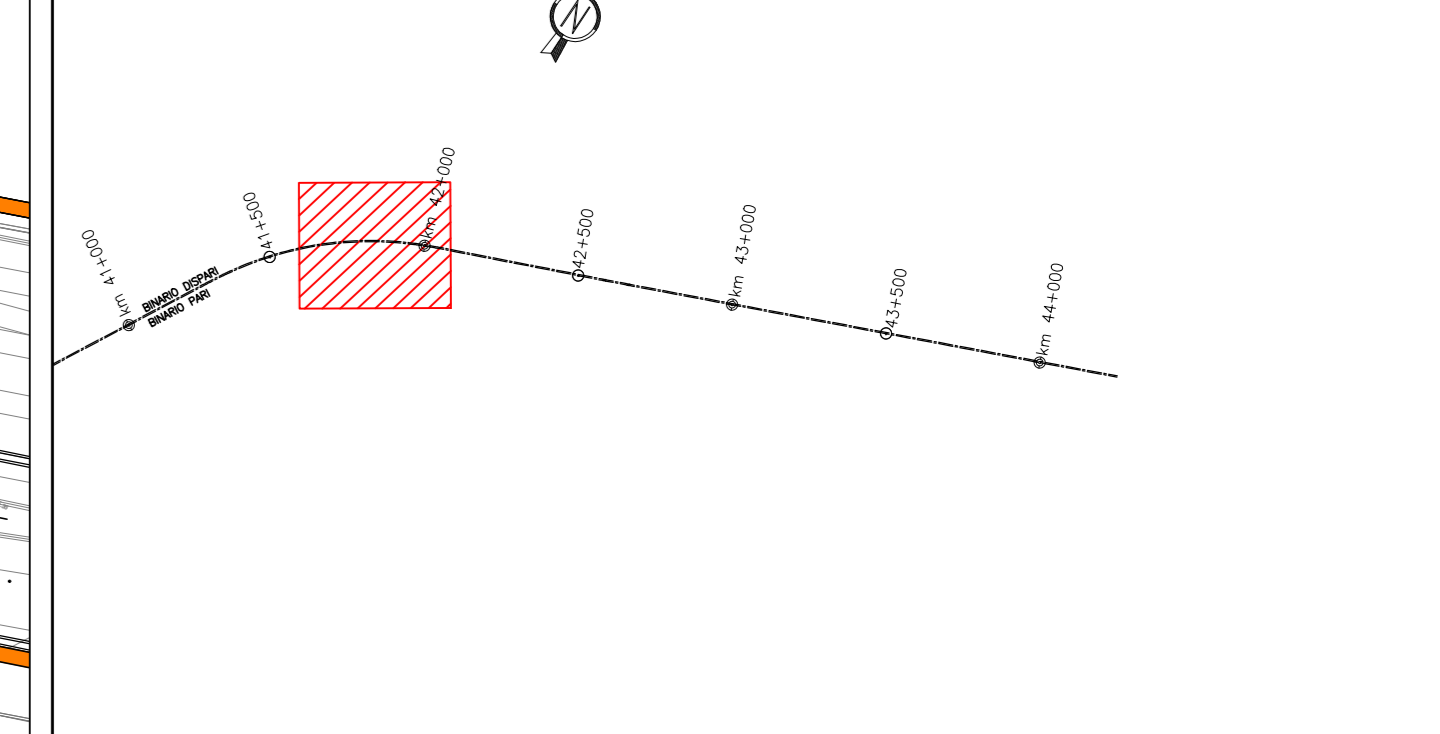 N
km 41+000
BINARIO DISPARI
BINARIO PARI
41+500
km 42+000
42+500
km 43+000
43+500
km 44+000